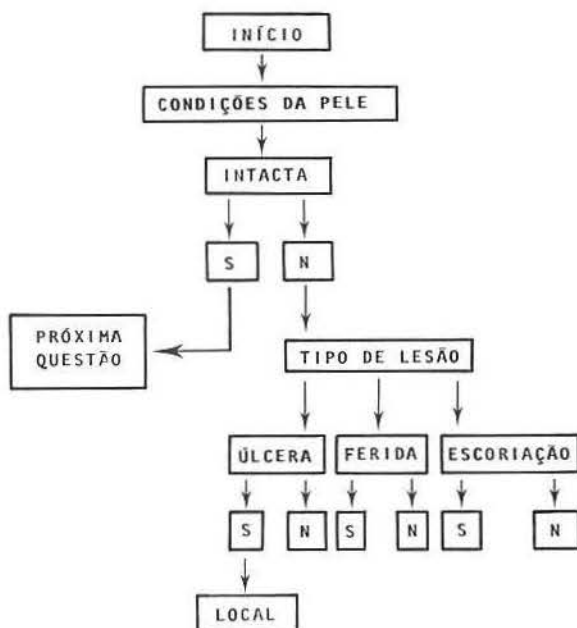 INÍCIO
CONDIÇÕES DA PELE
INTACTA
S N
PRÓXIMA
QUESTÃO
TIPO DE LESÃO
ÚLCERA FERIDA ESCORIAÇÃO
S N S N S N
LOCAL